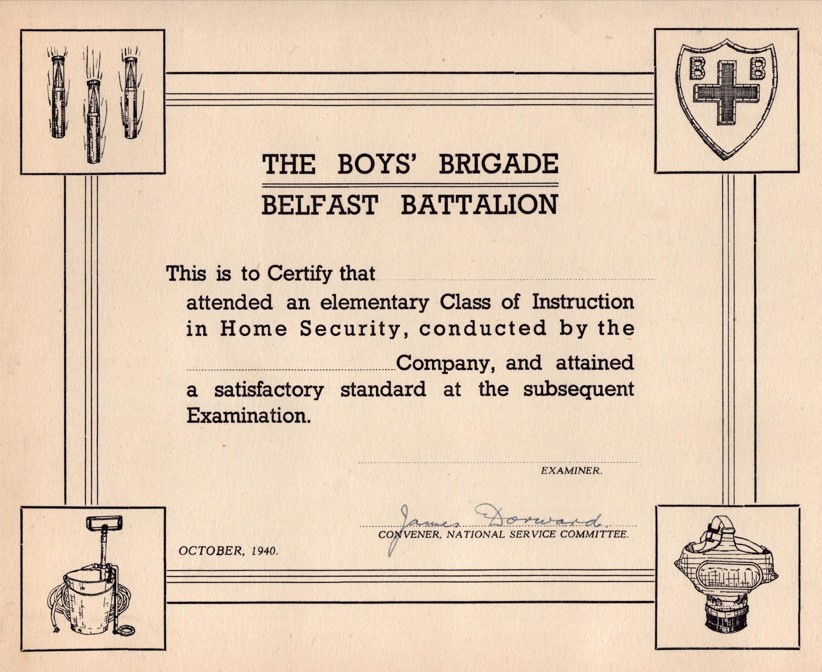 B B
THE BOYS' BRIGADE
BELFAST BATTALION
This is to Certify that
attended an elementary Class of Instruction
in Home Security, conducted by the
Company, and attained
a satisfactory standard at the subsequent
Examination.
EXAMINER.
James Dorward.
CONVENER, NATIONAL SERVICE COMMITTEE.
OCTOBER, 1940.